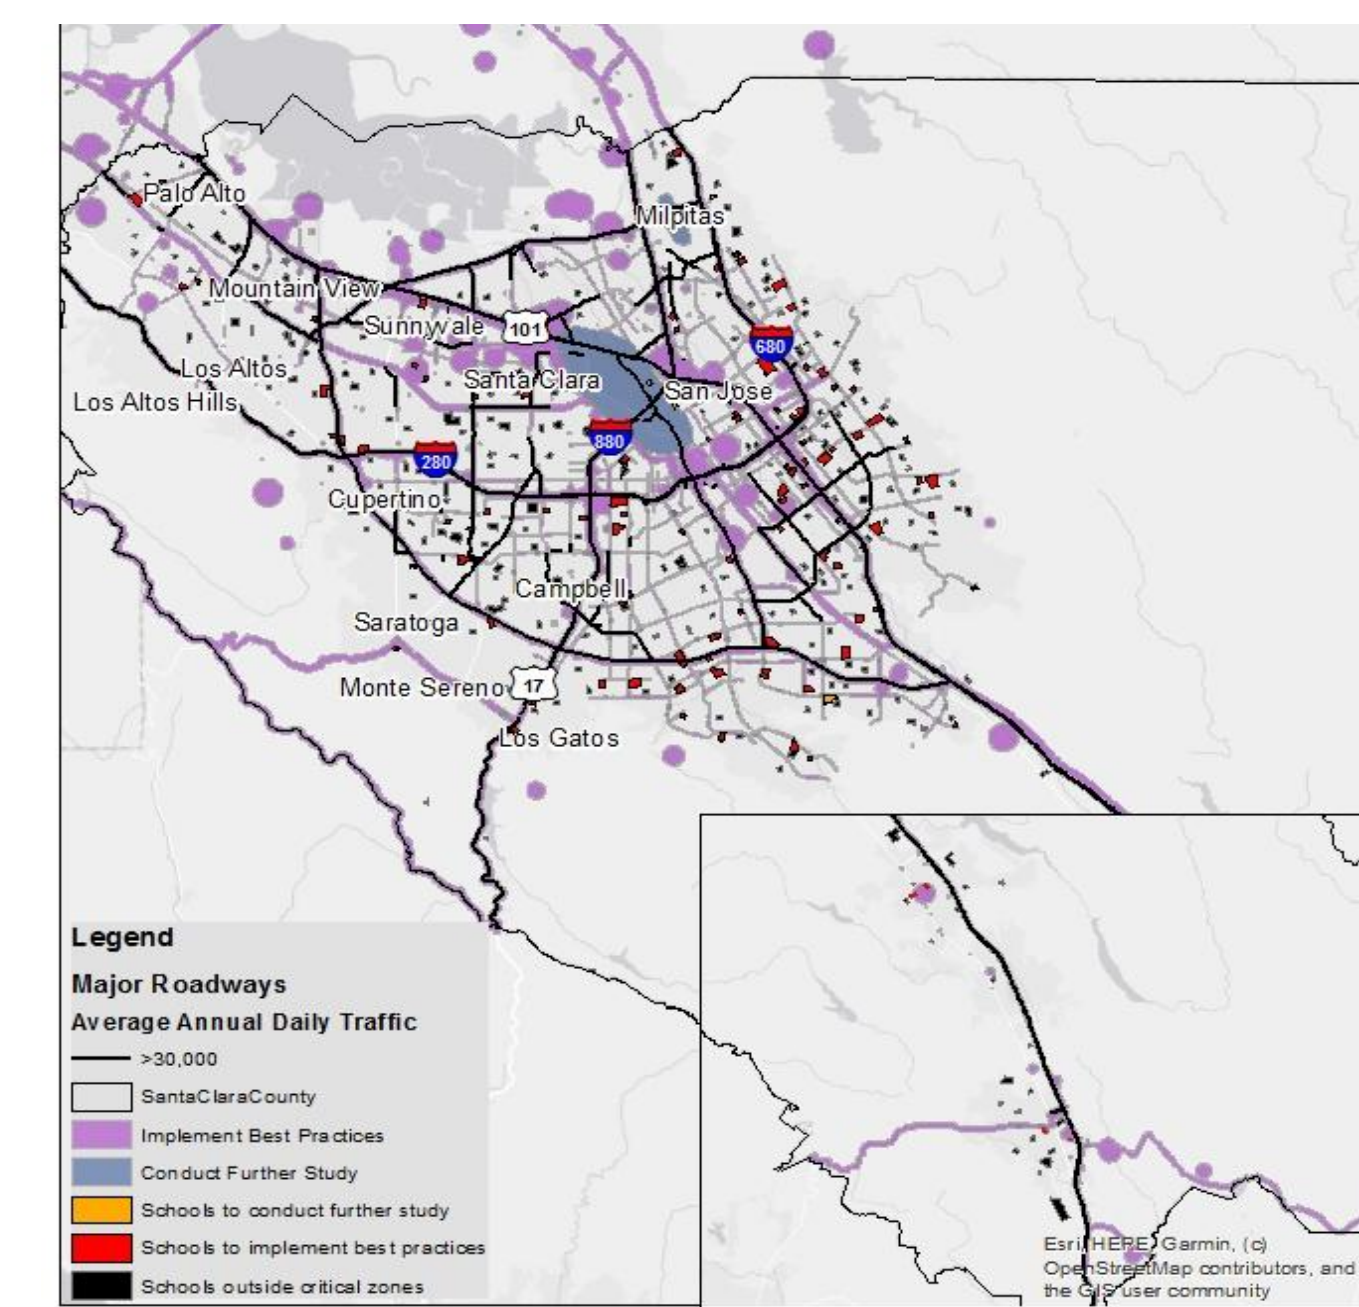 Palo Alto
Milpitas
Mountain View
Sunnyvale
101
680
Los Altos
Santa Clara
San Jose
Los Altos Hills
880
280
Cupertino
Campbell
Saratoga
Monte Sereno
17
Los Gatos
Legend
Major Roadways
Average Annual Daily Traffic
>30,000
SantaClaraCounty
Implement Best Practices
Conduct Further Study
Schools to conduct further study
Schools to implement best practices
Schools outside critical zones
Esri, HERE, Garmin, (c)
OpenStreetMap contributors, and
the GIS user community